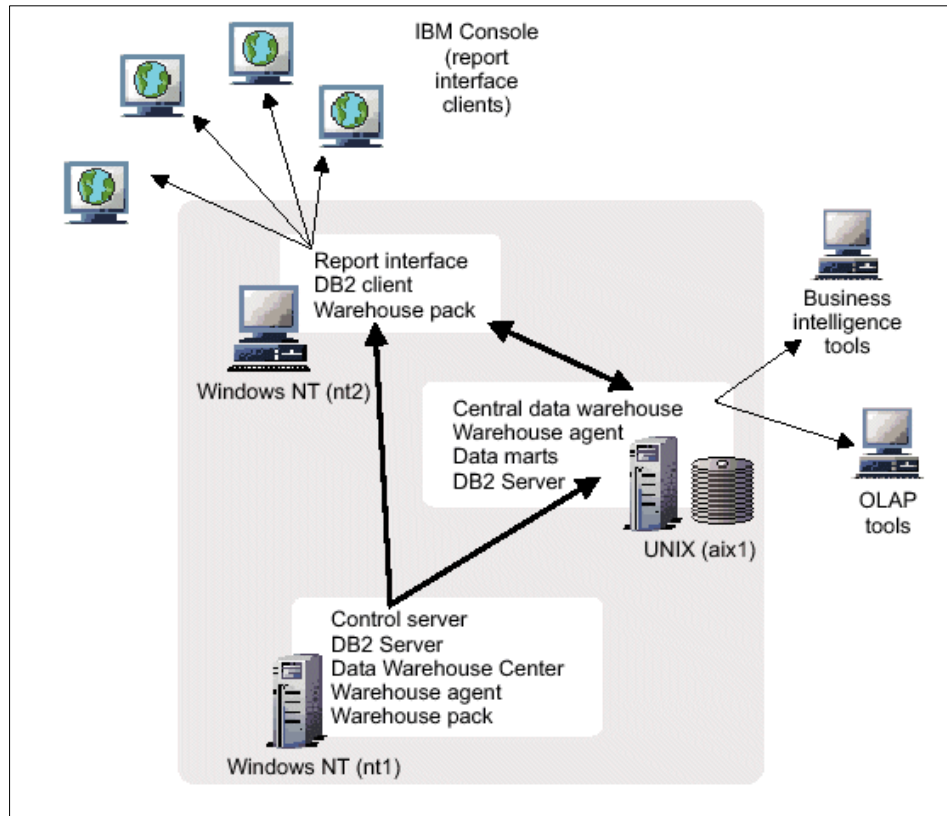 IBM Console
(report
interface
clients)
Report interface
DB2 client
Warehouse pack
Windows NT (nt2)
Business
intelligence
tools
Central data warehouse
Warehouse agent
Data marts
DB2 Server
UNIX (aix1)
OLAP
tools
Control server
DB2 Server
Data Warehouse Center
Warehouse agent
Warehouse pack
Windows NT (nt1)